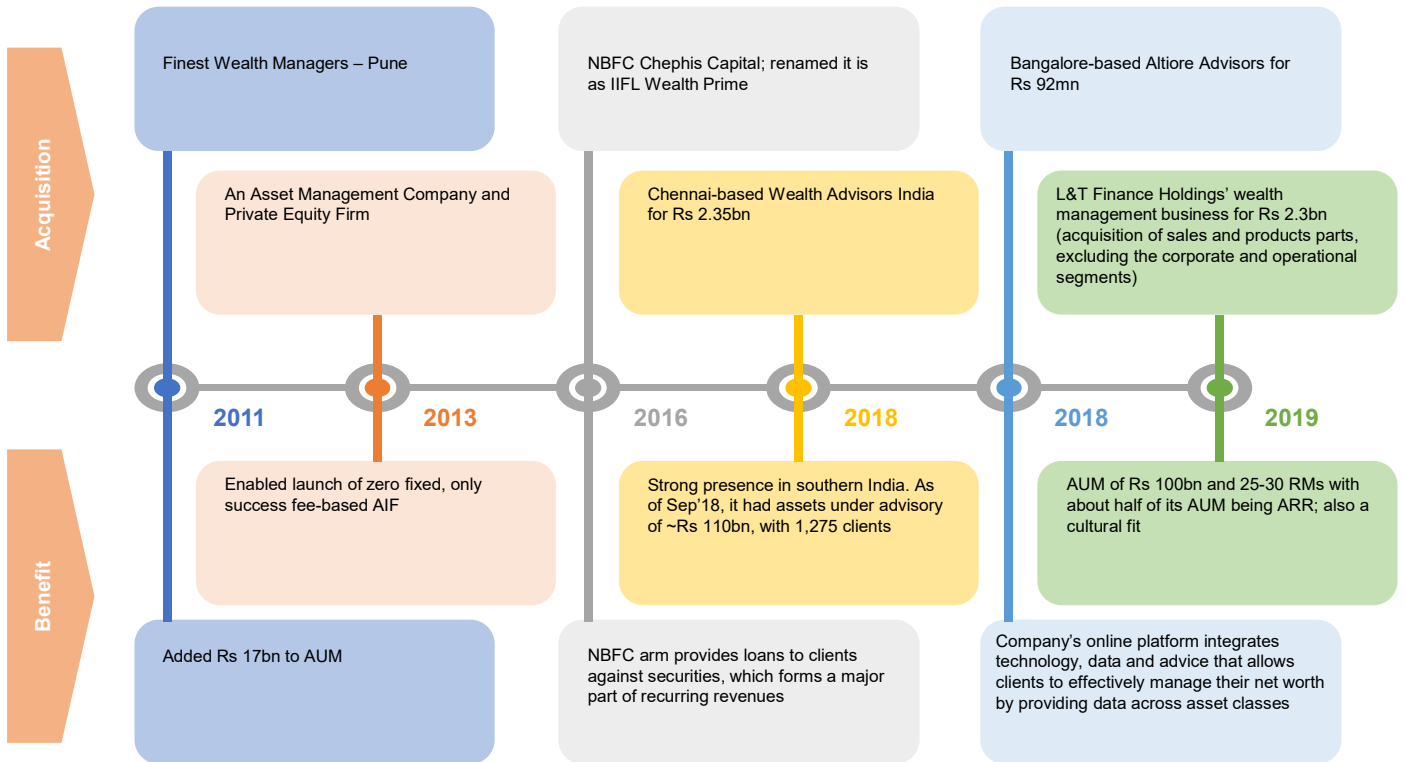 Acquisition
Finest Wealth Managers – Pune
NBFC Chephis Capital; renamed it is
as IIFL Wealth Prime
Bangalore-based Altiore Advisors for
Rs 92mn
An Asset Management Company and
Private Equity Firm
Chennai-based Wealth Advisors India
for Rs 2.35bn
L&T Finance Holdings’ wealth
management business for Rs 2.3bn
(acquisition of sales and products parts,
excluding the corporate and operational
segments)
2011
2013
2016
2018
2018
2019
Benefit
Enabled launch of zero fixed, only
success fee-based AIF
Strong presence in southern India. As
of Sep’18, it had assets under advisory
of ~Rs 110bn, with 1,275 clients
AUM of Rs 100bn and 25-30 RMs with
about half of its AUM being ARR; also a
cultural fit
Added Rs 17bn to AUM
NBFC arm provides loans to clients
against securities, which forms a major
part of recurring revenues
Company’s online platform integrates
technology, data and advice that allows
clients to effectively manage their net worth
by providing data across asset classes